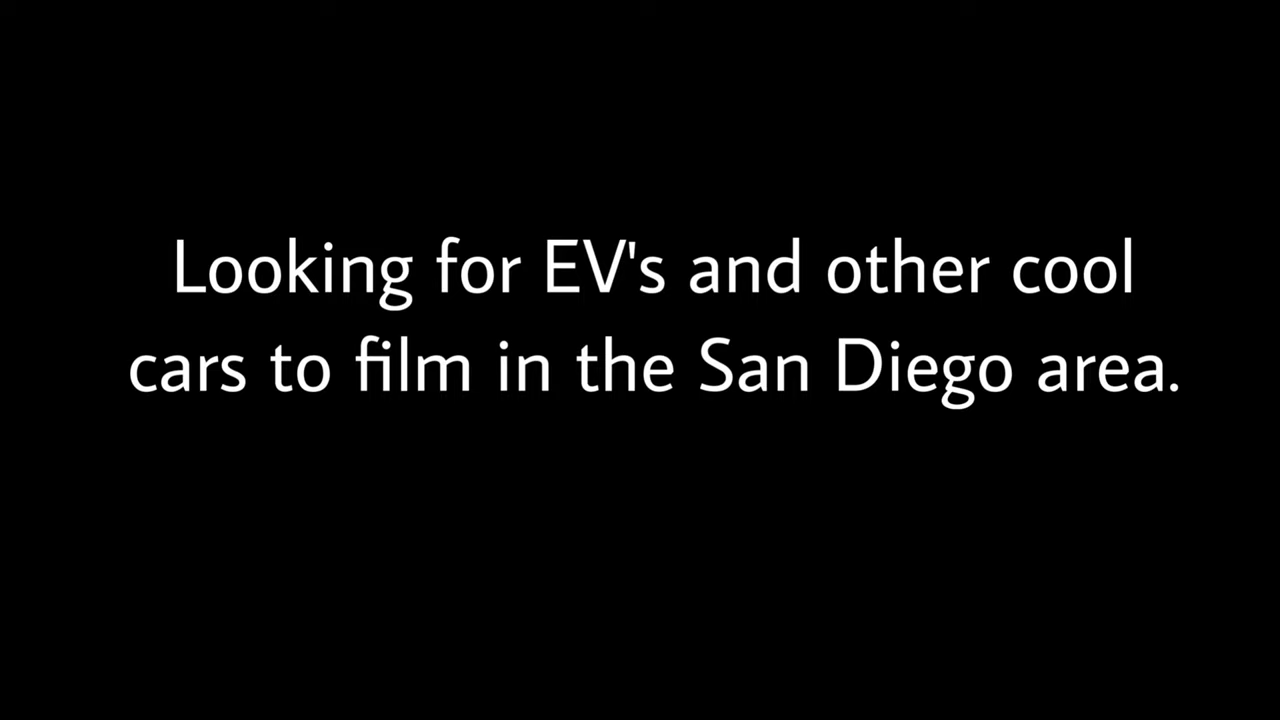 Looking for EV's and other cool
cars to film in the San Diego area.